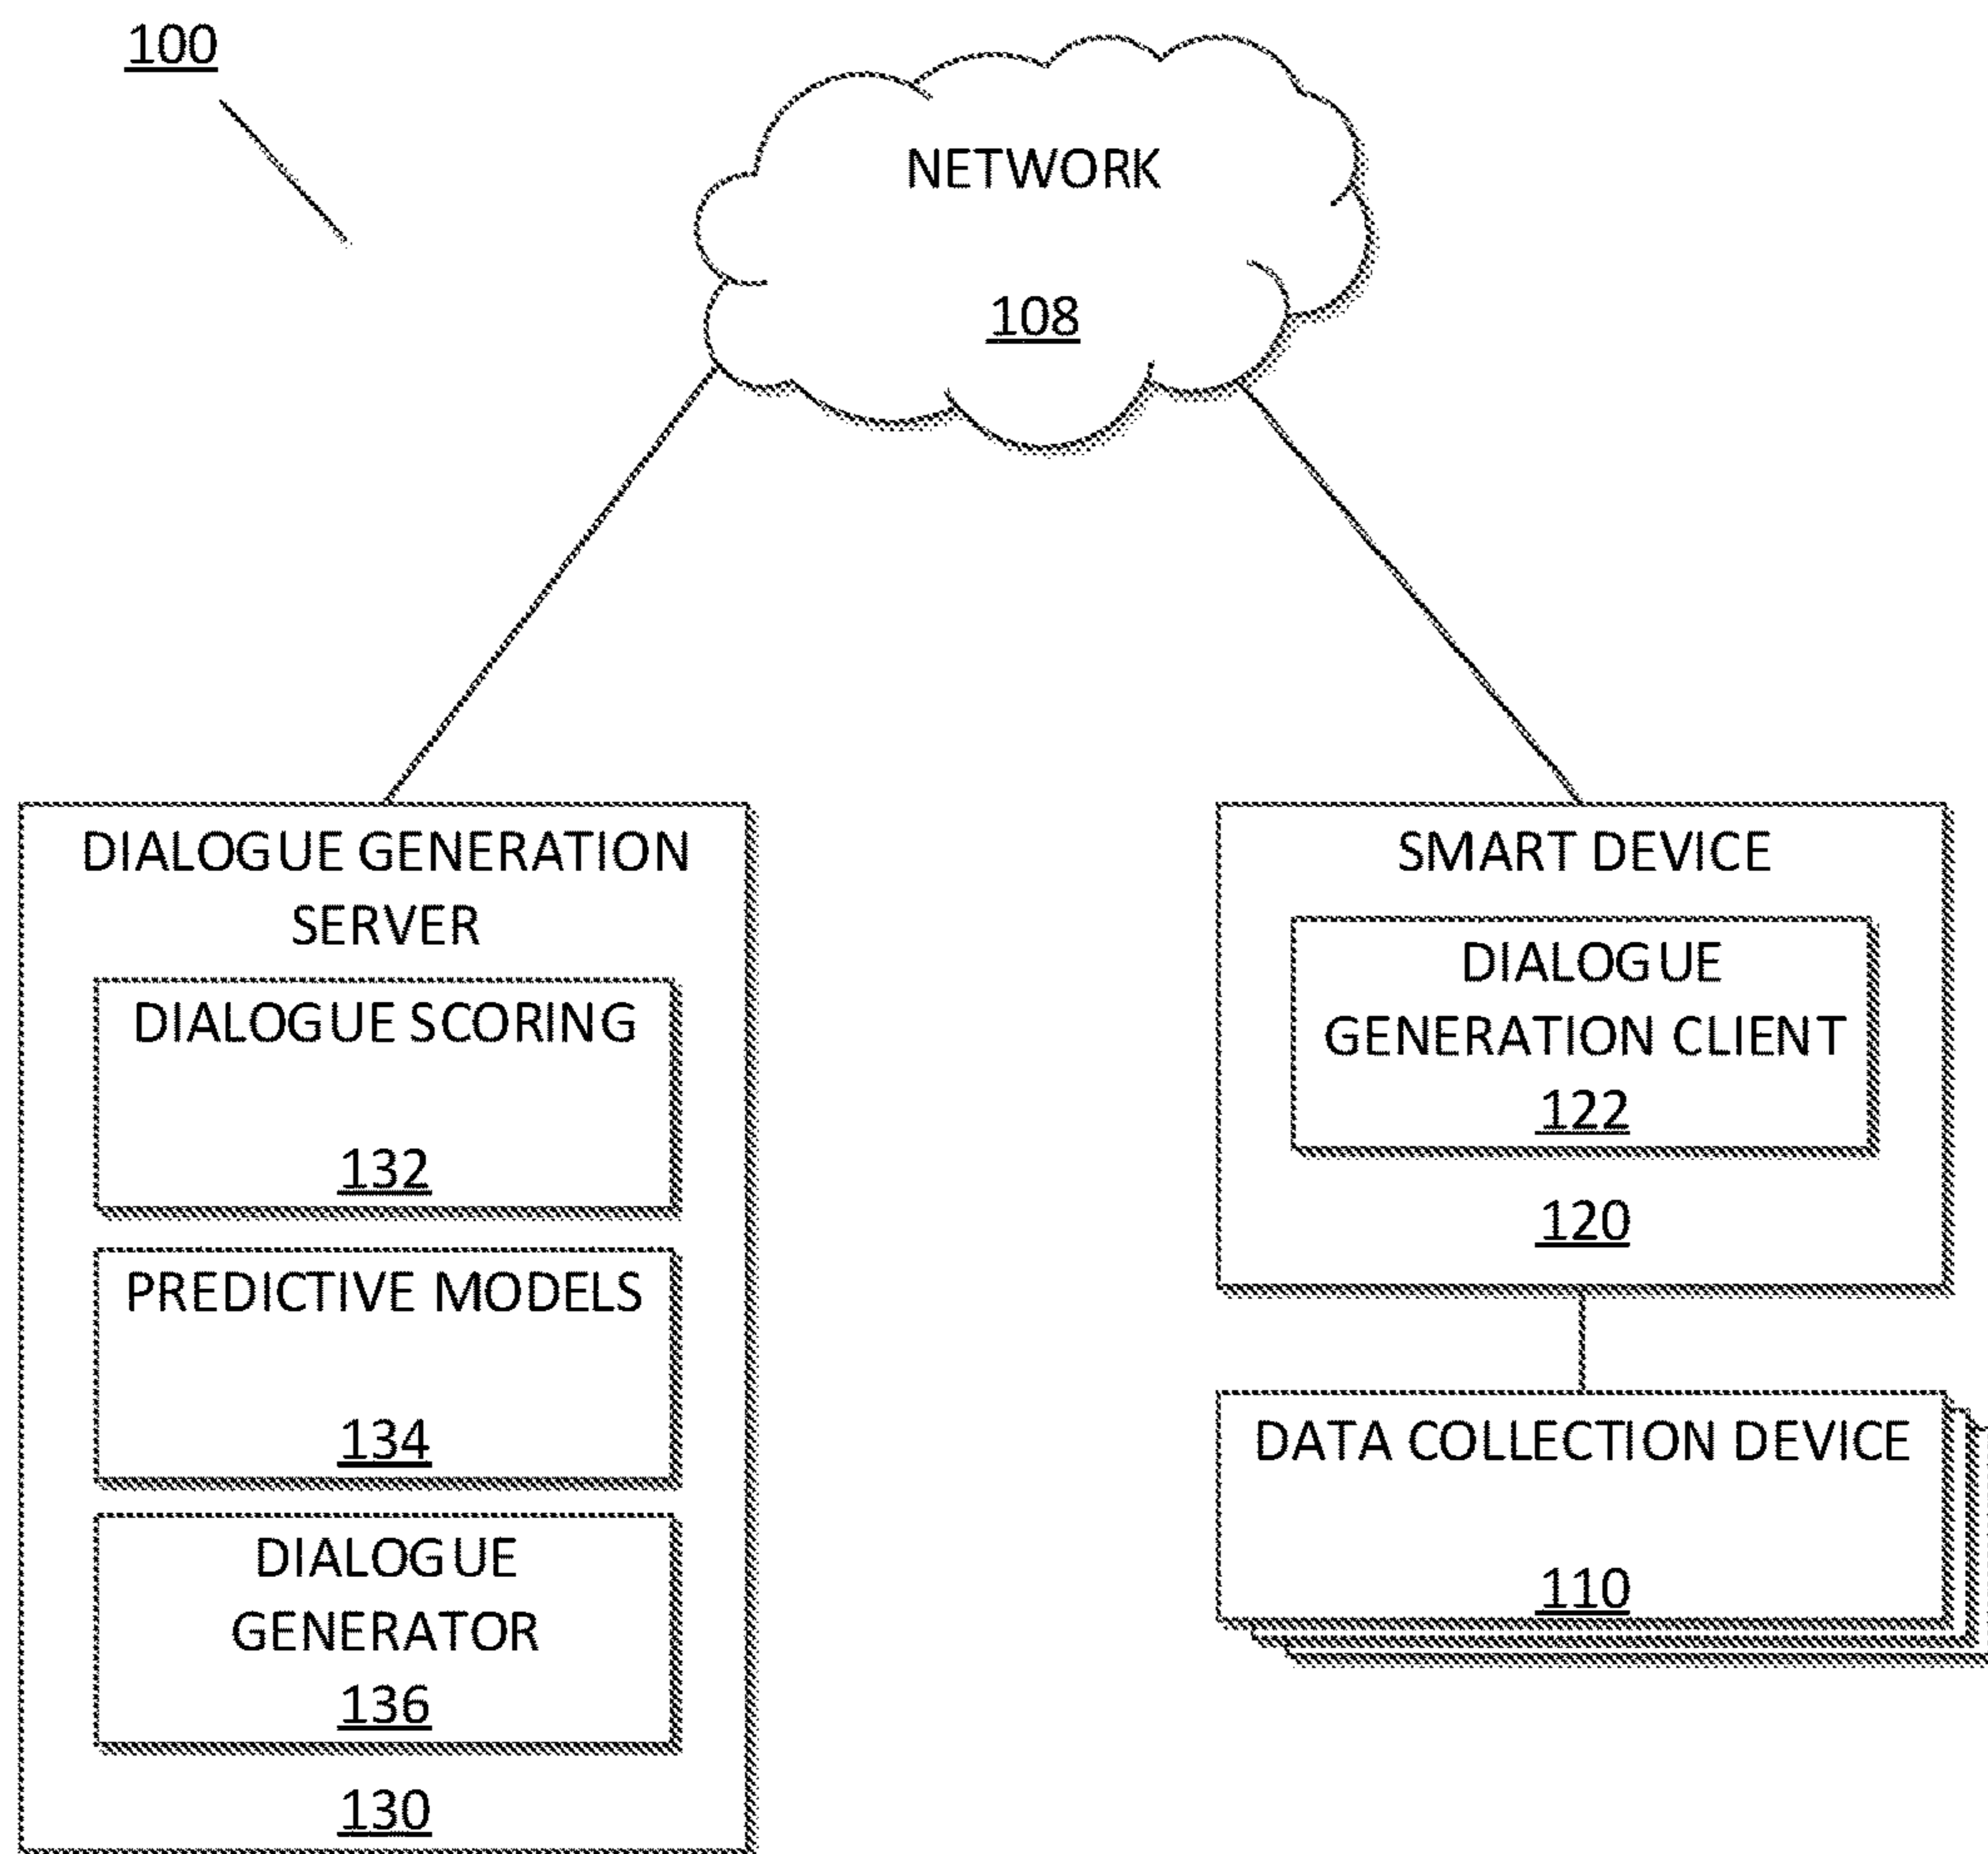 100
NETWORK
108
DIALOGUE GENERATION
SERVER
DIALOGUE SCORING
132
PREDICTIVE MODELS
134
DIALOGUE
GENERATOR
136
130
SMART DEVICE
DIALOGUE
GENERATION CLIENT
122
120
DATA COLLECTION DEVICE
110